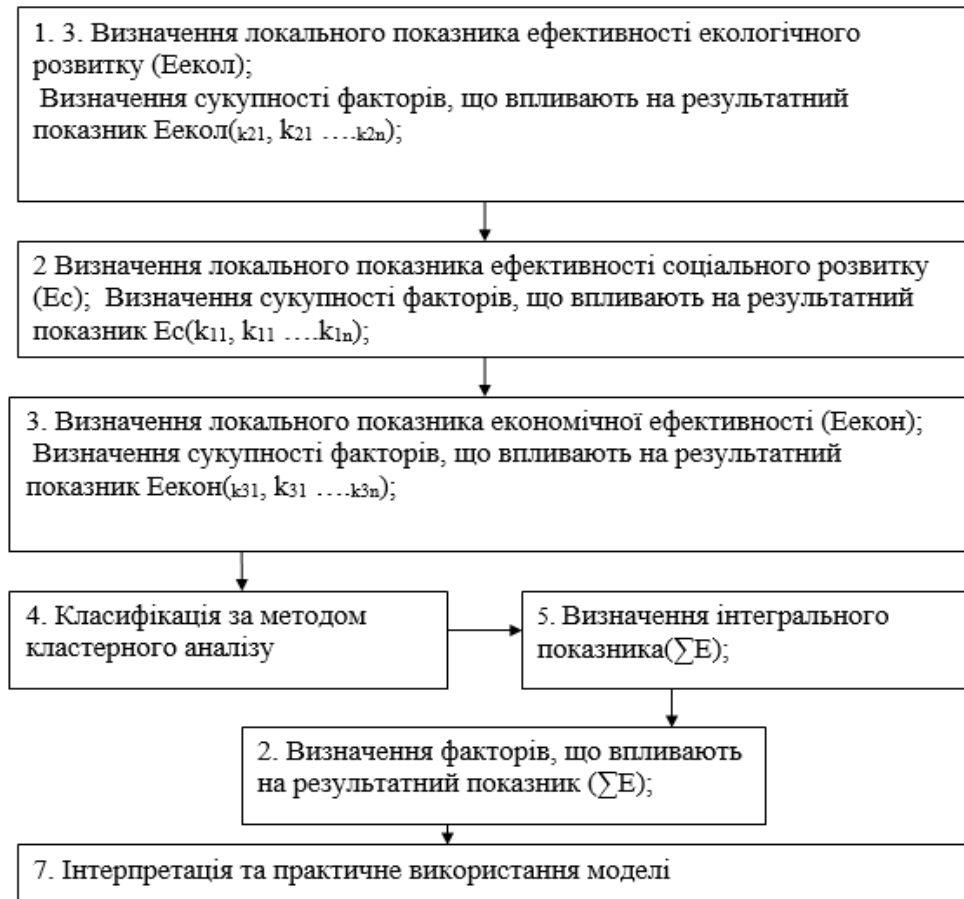 1. 3. Визначення локального показника ефективності екологічного
розвитку (Еекол);
Визначення сукупності факторів, що впливають на результатний
показник Еекол(k21, k21 ….k2n);
2 Визначення локального показника ефективності соціального розвитку
(Ес); Визначення сукупності факторів, що впливають на результатний
показник Ес(k11, k11 ….k1n);
3. Визначення локального показника економічної ефективності (Еекон);
Визначення сукупності факторів, що впливають на результатний
показник Еекон(k31, k31 ….k3n);
4. Класифікація за методом
кластерного аналізу
5. Визначення інтегрального
показника(∑Е);
2. Визначення факторів, що впливають
на результатний показник (∑Е);
7. Інтерпретація та практичне використання моделі